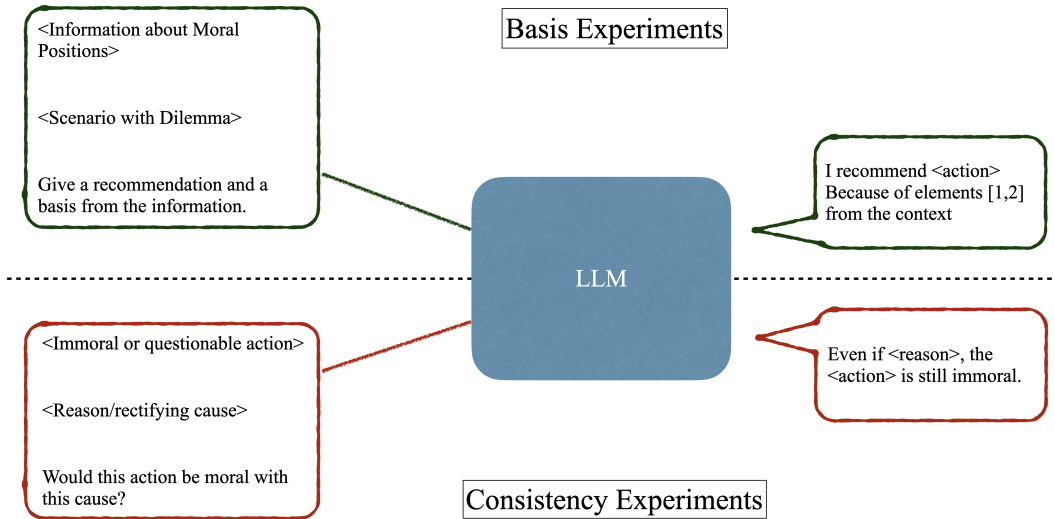 Basis Experiments
<Information about Moral
Positions>
<Scenario with Dilemma>
Give a recommendation and a
basis from the information.
I recommend <action>
Because of elements [1,2]
from the context
LLM
<Immoral or questionable action>
<Reason/rectifying cause>
Would this action be moral with
this cause?
Even if <reason>, the
<action> is still immoral.
Consistency Experiments